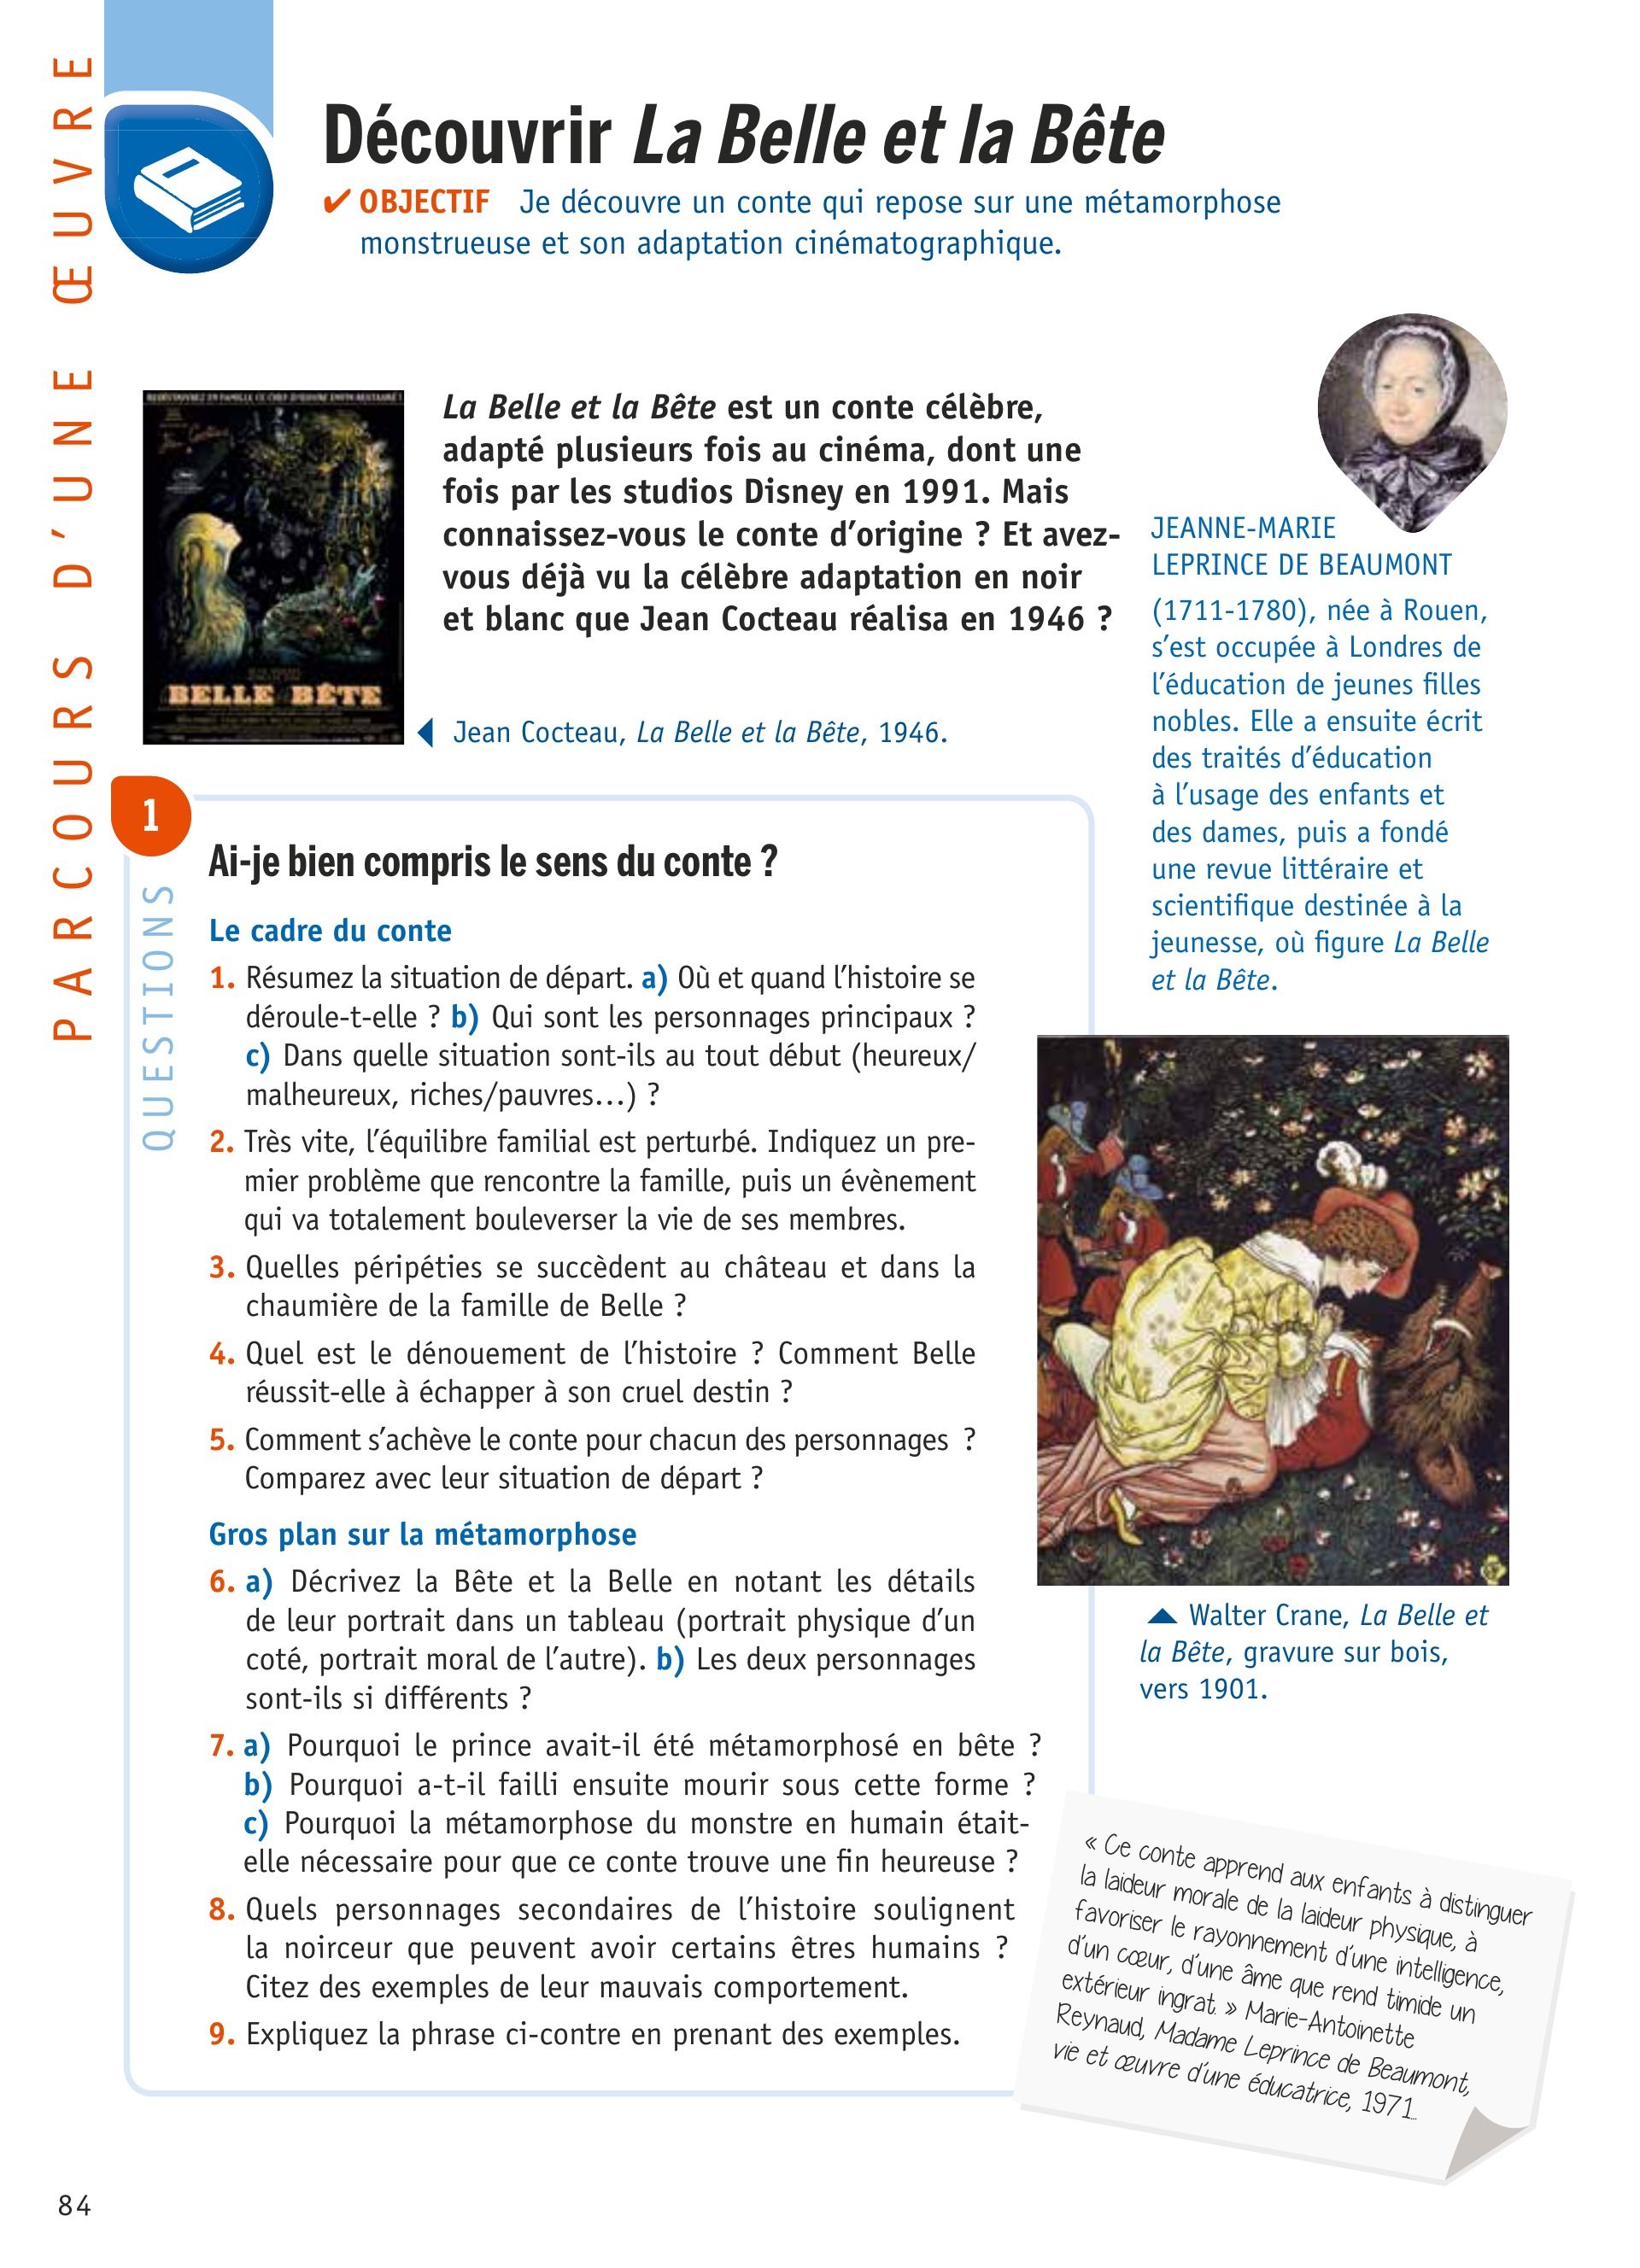 PARCOURS D'UNE ŒUVRE
Découvrir La Belle et la Bête
✔ OBJECTIF Je découvre un conte qui repose sur une métamorphose
monstrueuse et son adaptation cinématographique.
La Belle et la Bête est un conte célèbre,
adapté plusieurs fois au cinéma, dont une
fois par les studios Disney en 1991. Mais
connaissez-vous le conte d'origine ? Et avez-
vous déjà vu la célèbre adaptation en noir
et blanc que Jean Cocteau réalisa en 1946 ?
BELLE BÊTE
◀ Jean Cocteau, La Belle et la Bête, 1946.
JEANNE-MARIE
LEPRINCE DE BEAUMONT
(1711-1780), née à Rouen,
s'est occupée à Londres de
l'éducation de jeunes filles
nobles. Elle a ensuite écrit
des traités d'éducation
à l'usage des enfants et
des dames, puis a fondé
une revue littéraire et
scientifique destinée à la
jeunesse, où figure La Belle
et la Bête.
1
QUESTIONS
Ai-je bien compris le sens du conte ?
Le cadre du conte
1. Résumez la situation de départ. a) Où et quand l'histoire se
déroule-t-elle ? b) Qui sont les personnages principaux ?
c) Dans quelle situation sont-ils au tout début (heureux/
malheureux, riches/pauvres...) ?
2. Très vite, l'équilibre familial est perturbé. Indiquez un pre-
mier problème que rencontre la famille, puis un évènement
qui va totalement bouleverser la vie de ses membres.
3. Quelles péripéties se succèdent au château et dans la
chaumière de la famille de Belle ?
4. Quel est le dénouement de l'histoire ? Comment Belle
réussit-elle à échapper à son cruel destin ?
5. Comment s'achève le conte pour chacun des personnages ?
Comparez avec leur situation de départ ?
Gros plan sur la métamorphose
6. a) Décrivez la Bête et la Belle en notant les détails
de leur portrait dans un tableau (portrait physique d'un
coté, portrait moral de l'autre). b) Les deux personnages
sont-ils si différents ?
7. a) Pourquoi le prince avait-il été métamorphosé en bête ?
b) Pourquoi a-t-il failli ensuite mourir sous cette forme ?
c) Pourquoi la métamorphose du monstre en humain était-
elle nécessaire pour que ce conte trouve une fin heureuse ?
8. Quels personnages secondaires de l'histoire soulignent
la noirceur que peuvent avoir certains êtres humains ?
Citez des exemples de leur mauvais comportement.
9. Expliquez la phrase ci-contre en prenant des exemples.
▲ Walter Crane, La Belle et
la Bête, gravure sur bois,
vers 1901.
« Ce conte apprend aux enfants à distinguer
la laideur morale de la laideur physique, à
favoriser le rayonnement d'une intelligence,
d'un cœur, d'une âme que rend timide un
extérieur ingrat. » Marie-Antoinette
Reynaud, Madame Leprince de Beaumont,
vie et œuvre d'une éducatrice, 1971...
84